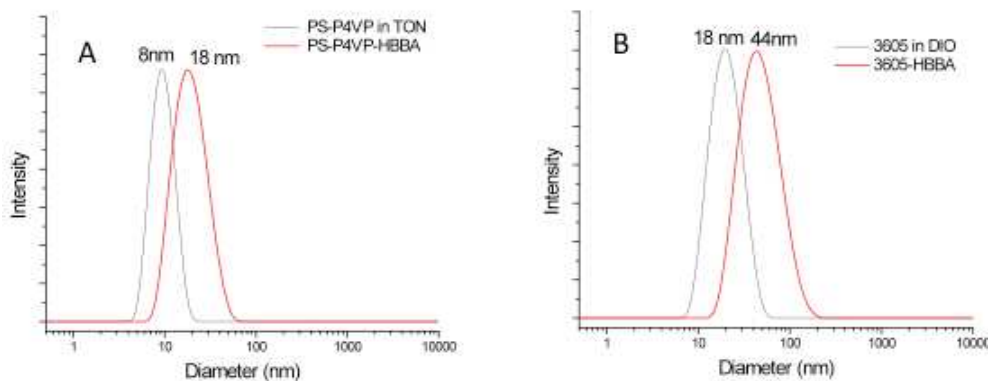 A
8nm
18 nm
PS-P4VP in TON
PS-P4VP-HBBA
Intensity
1
10
100
1000
10000
Diameter (nm)
B
18 nm
44nm
3605 in DIO
3605-HBBA
Intensity
1
10
100
1000
10000
Diameter (nm)